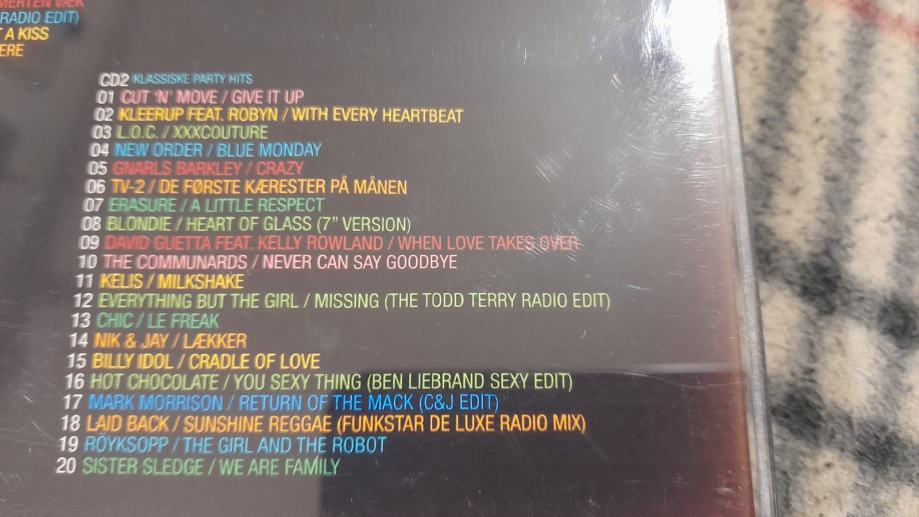 MERTEN VÆK
RADIO EDIT)
T A KISS
ERE
CD2 KLASSISKE PARTY HITS
01 CUT 'N' MOVE / GIVE IT UP
02 KLEERUP FEAT. ROBYN / WITH EVERY HEARTBEAT
03 L.O.C. / XXXCOUTURE
04 NEW ORDER / BLUE MONDAY
05 GNARLS BARKLEY / CRAZY
06 TV-2 / DE FØRSTE KÆRESTER PÅ MÅNEN
07 ERASURE / A LITTLE RESPECT
08 BLONDIE / HEART OF GLASS (7" VERSION)
09 DAVID GUETTA FEAT. KELLY ROWLAND / WHEN LOVE TAKES OVER
10 THE COMMUNARDS / NEVER CAN SAY GOODBYE
11 KELIS / MILKSHAKE
12 EVERYTHING BUT THE GIRL / MISSING (THE TODD TERRY RADIO EDIT)
13 CHIC / LE FREAK
14 NIK & JAY / LÆKKER
15 BILLY IDOL / CRADLE OF LOVE
16 HOT CHOCOLATE / YOU SEXY THING (BEN LIEBRAND SEXY EDIT)
17 MARK MORRISON / RETURN OF THE MACK (C&J EDIT)
18 LAID BACK / SUNSHINE REGGAE (FUNKSTAR DE LUXE RADIO MIX)
19 RÖYKSOPP / THE GIRL AND THE ROBOT
20 SISTER SLEDGE / WE ARE FAMILY